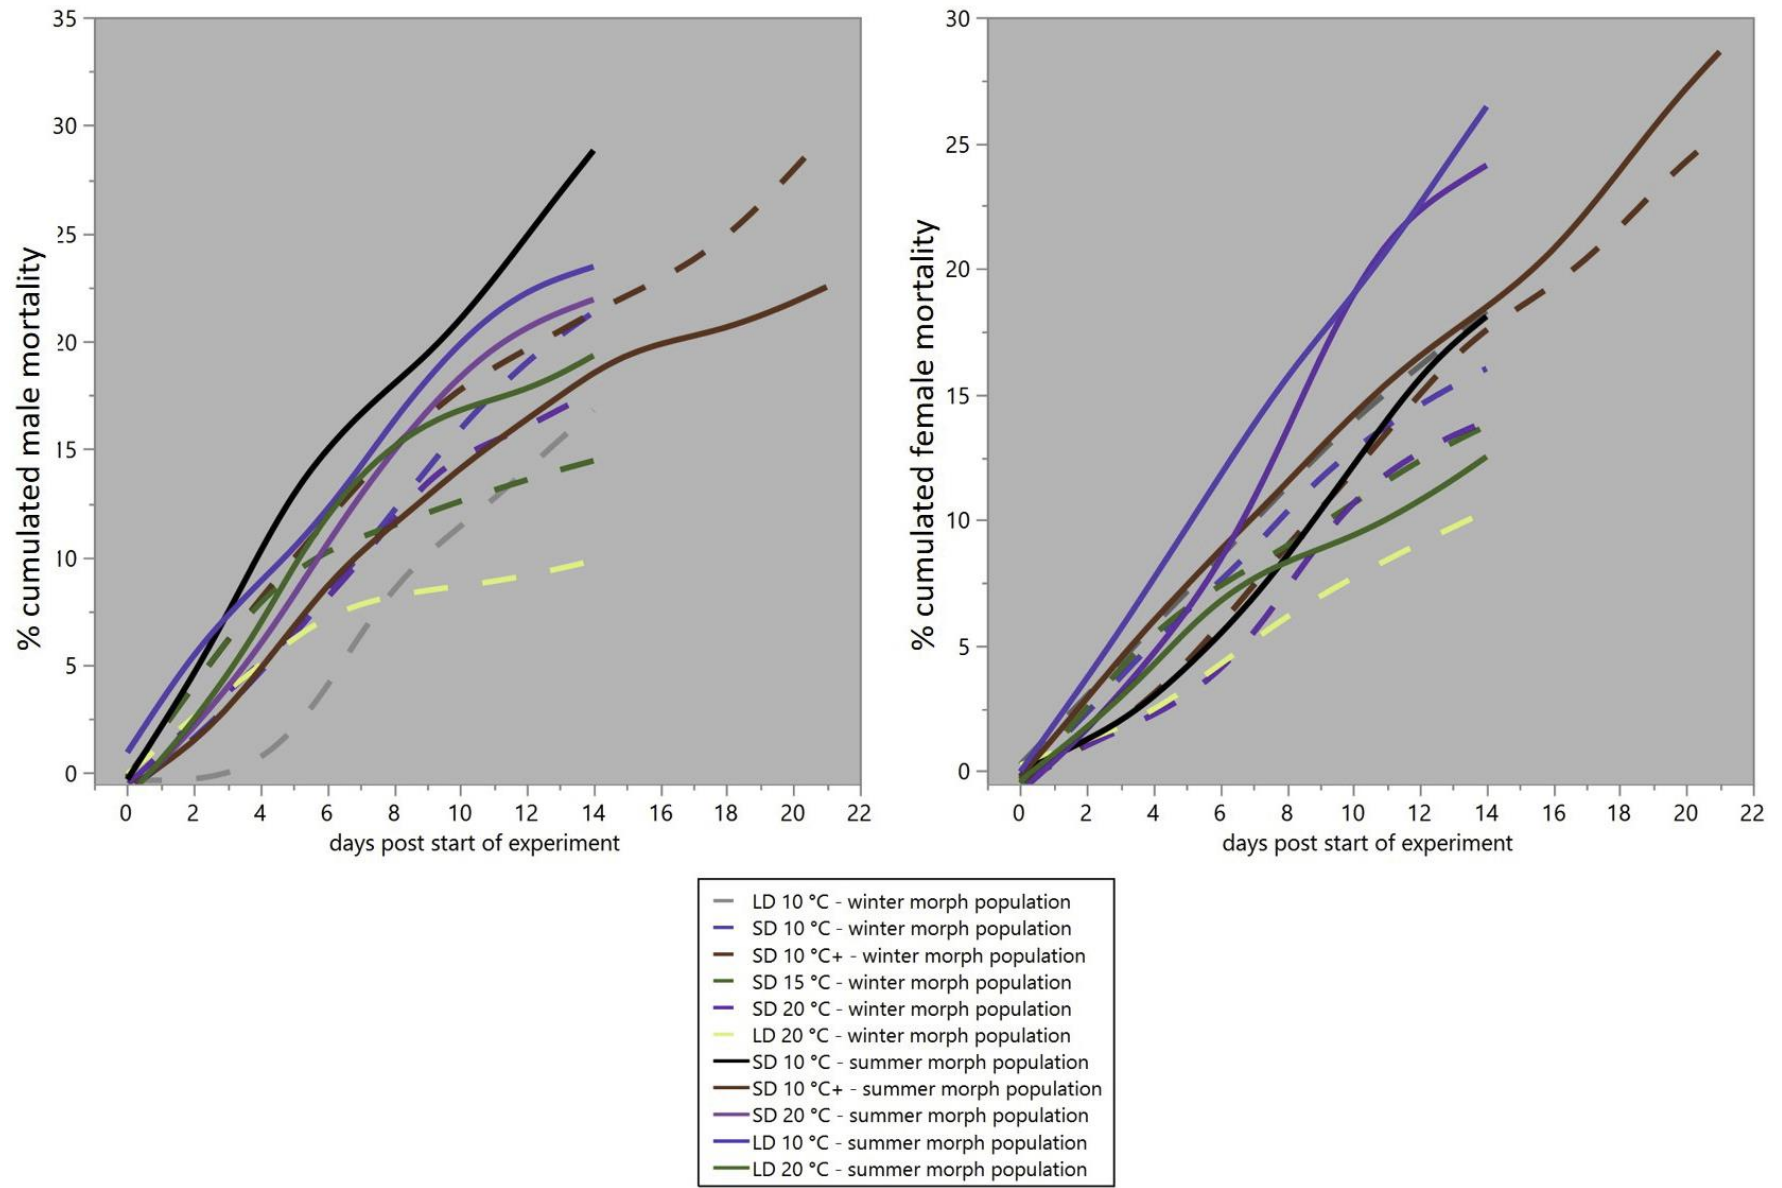 % cumulated male mortality
35
30
25
20
15
10
5
0
0 2 4 6 8 10 12 14 16 18 20 22
days post start of experiment
% cumulated female mortality
30
25
20
15
10
5
0
0 2 4 6 8 10 12 14 16 18 20 22
days post start of experiment
LD 10 °C - winter morph population
SD 10 °C - winter morph population
SD 10 °C+ - winter morph population
SD 15 °C - winter morph population
SD 20 °C - winter morph population
LD 20 °C - winter morph population
SD 10 °C - summer morph population
SD 10 °C+ - summer morph population
SD 20 °C - summer morph population
LD 10 °C - summer morph population
LD 20 °C - summer morph population